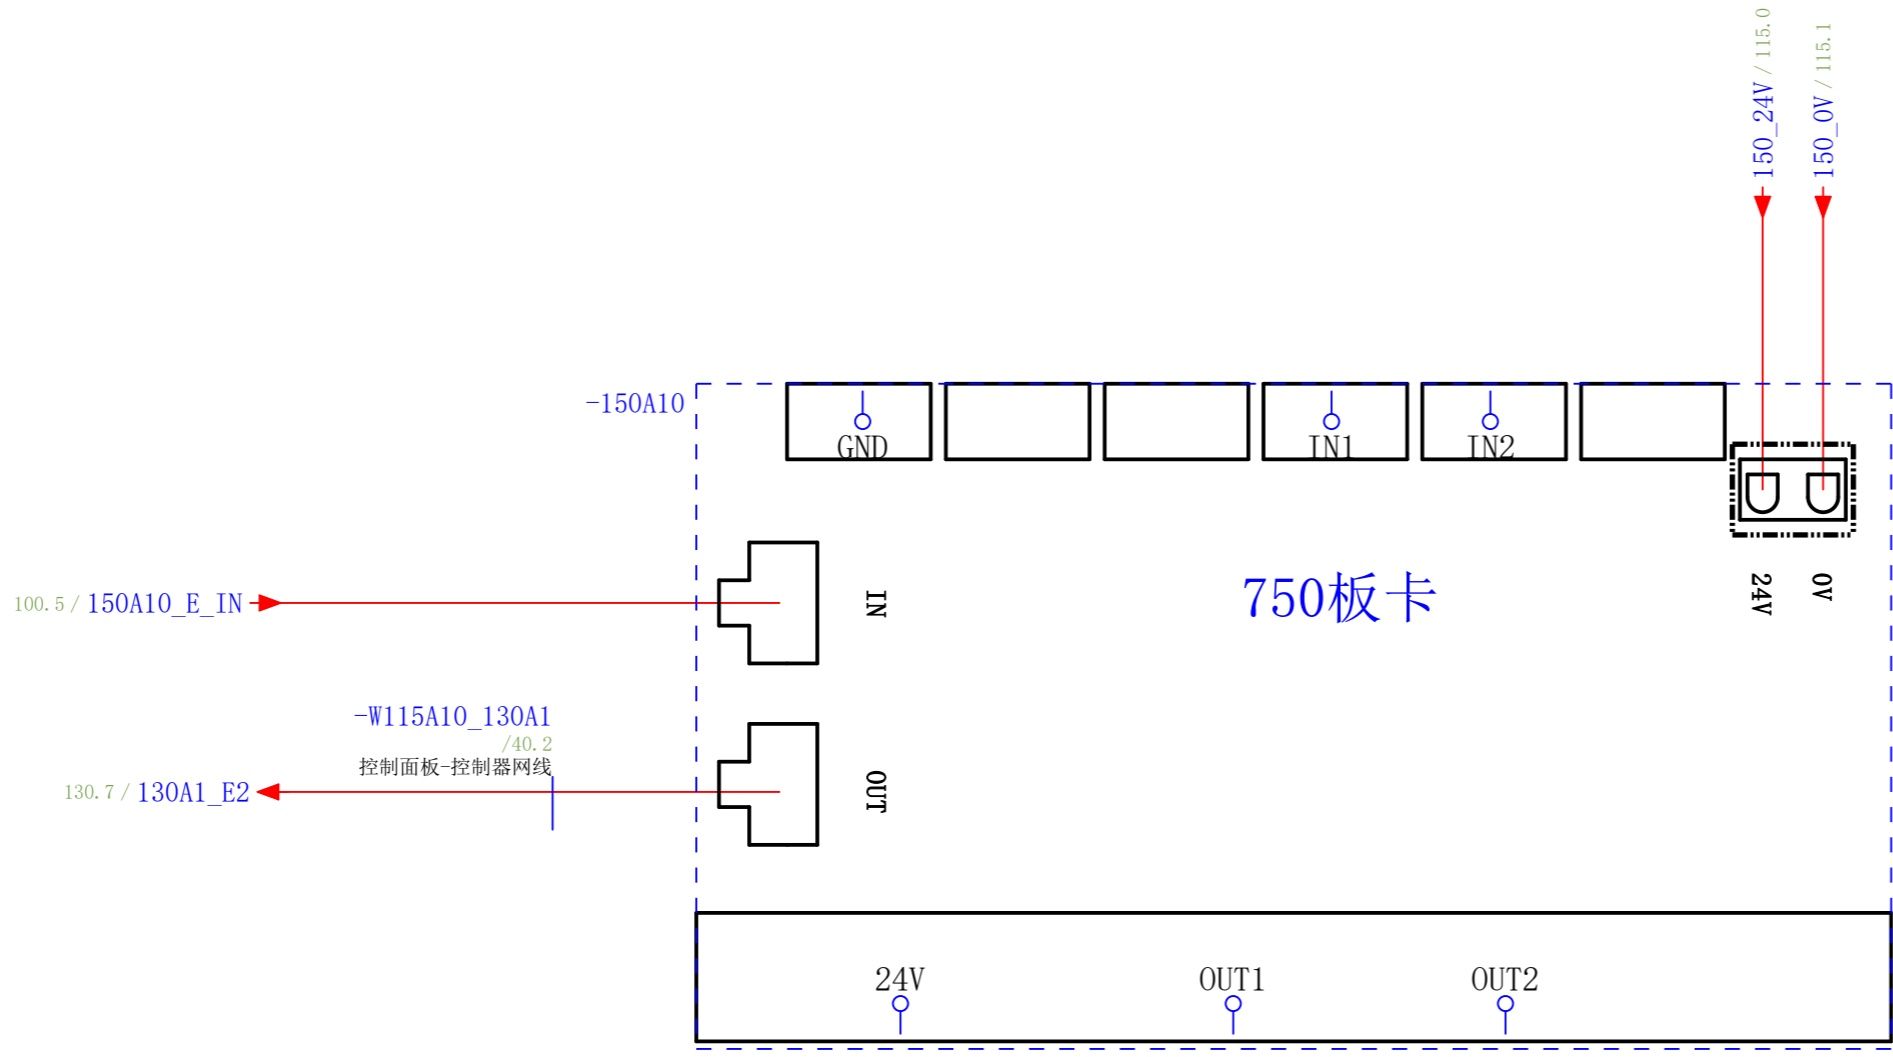 150_24V / 115.0
150_0V / 115.1
-150A10
GND
IN1
IN2
24V
0V
750板卡
100.5 / 150A10_E_IN
IN
-W115A10_130A1
/40.2
控制面板-控制器网线
130.7 / 130A1_E2
OUT
24V
OUT1
OUT2